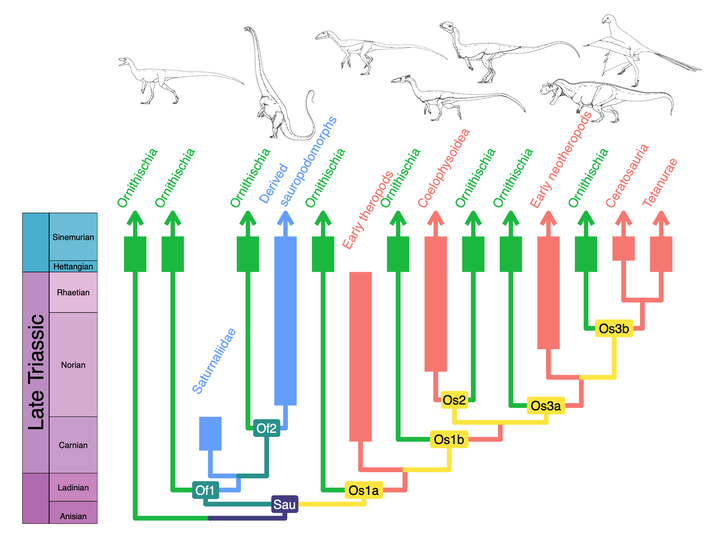 Ornithischia
Ornithischia
Ornithischia
Derived
sauropodomorphs
Ornithischia
Early theropods
Ornithischia
Coelophysoidea
Ornithischia
Ornithischia
Early neotheropods
Ornithischia
Ceratosauria
Tetanurae
Saturnaliidae
Late Triassic
Sinemurian
Hettangian
Rhaetian
Norian
Carnian
Ladinian
Anisian
Os3b
Os2
Os3a
Of2
Os1b
Of1
Os1a
Sau